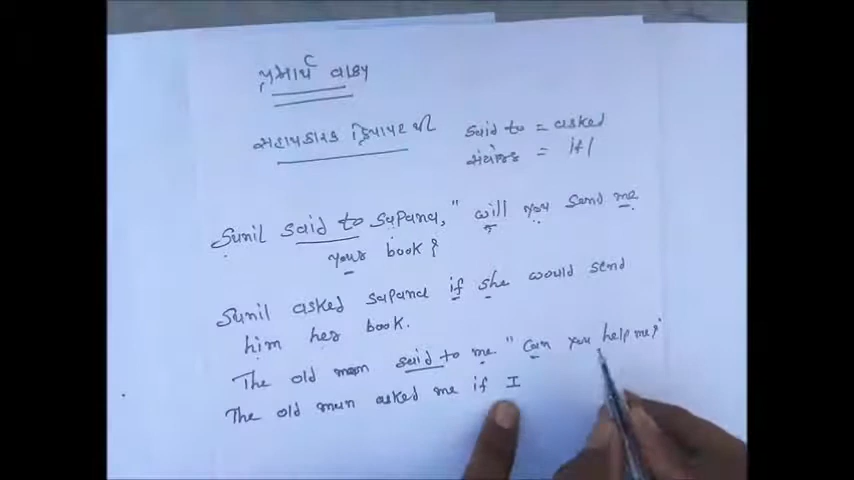 પ્રશ્નાર્થ વાક્ય
સહાયકારક ક્રિયાપદ થી
said to = asked
સંયોજક = if/
Sunil said to sapana, " will you send me
your book?
Sunil asked sapana if she would send
him her book.
The old man said to me " Can you help me?"
The old man asked me if I